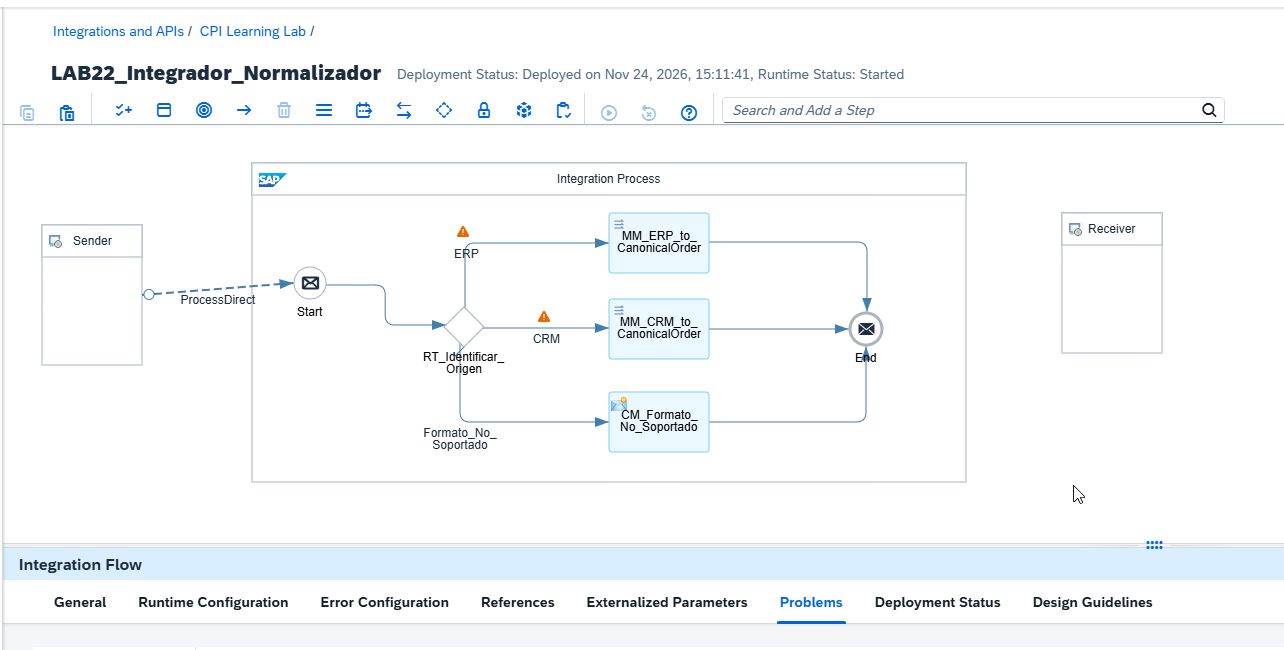 Integrations and APIs / CPI Learning Lab /
LAB22_Integrador_Normalizador Deployment Status: Deployed on Nov 24, 2026, 15:11:41, Runtime Status: Started
Search and Add a Step
SAP Integration Process
Sender
ProcessDirect
Start
RT_Identificar_
Origen
ERP
CRM
Formato_No_
Soportado
MM_ERP_to_
CanonicalOrder
MM_CRM_to_
CanonicalOrder
CM_Formato_
No_Soportado
End
Receiver
Integration Flow
General Runtime Configuration Error Configuration References Externalized Parameters Problems Deployment Status Design Guidelines